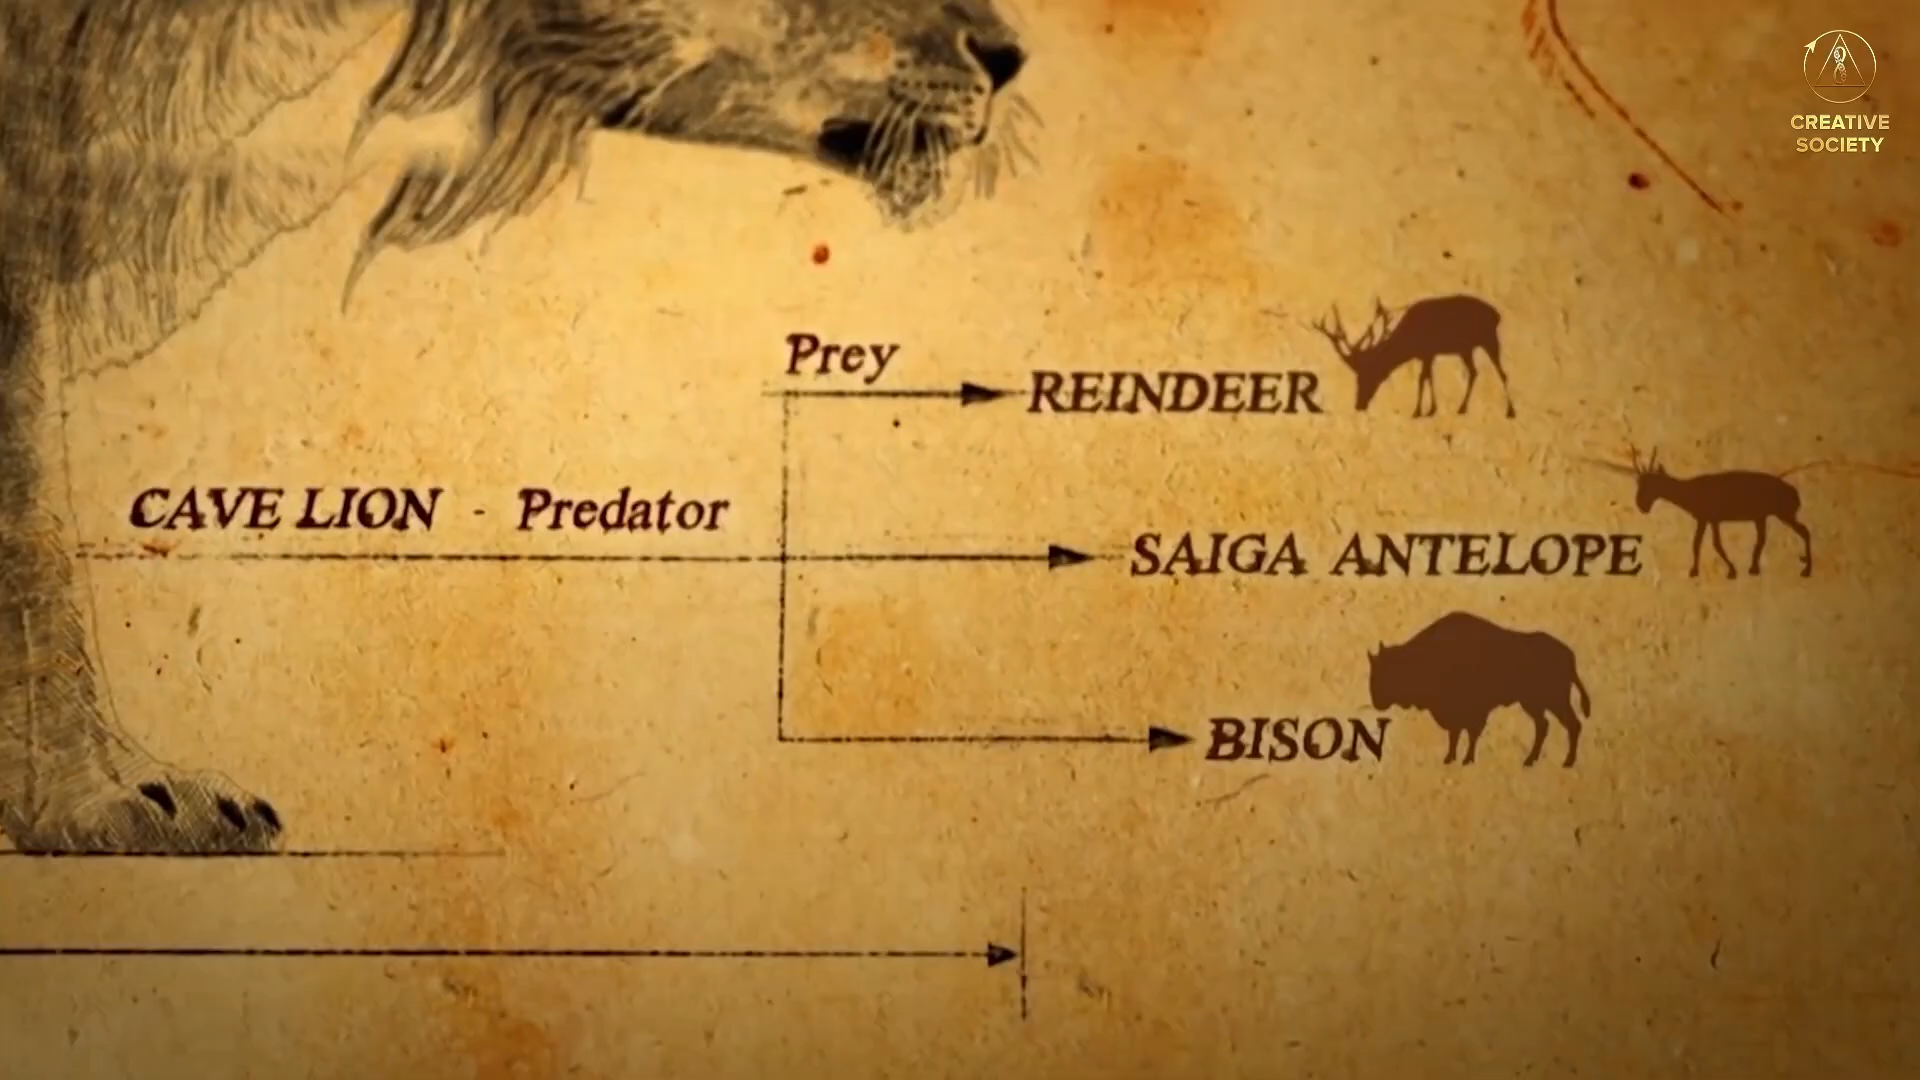 CREATIVE
SOCIETY
Prey
REINDEER
CAVE LION - Predator
SAIGA ANTELOPE
BISON